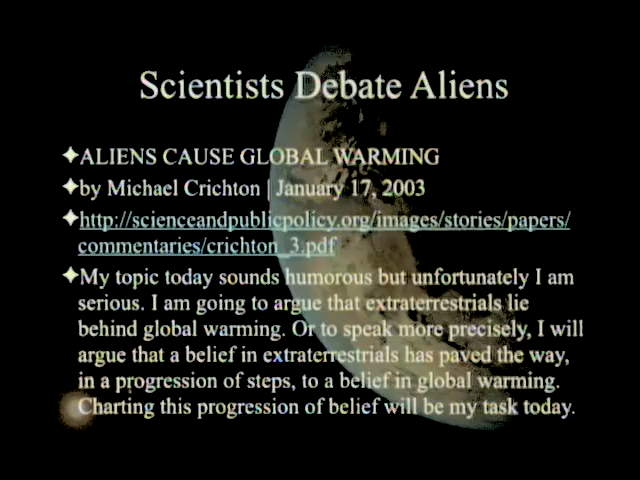 Scientists Debate Aliens
✦ALIENS CAUSE GLOBAL WARMING
✦by Michael Crichton | January 17, 2003
✦http://scienceandpublicpolicy.org/images/stories/papers/
commentaries/crichton_3.pdf
✦My topic today sounds humorous but unfortunately I am
serious. I am going to argue that extraterrestrials lie
behind global warming. Or to speak more precisely, I will
argue that a belief in extraterrestrials has paved the way,
in a progression of steps, to a belief in global warming.
Charting this progression of belief will be my task today.